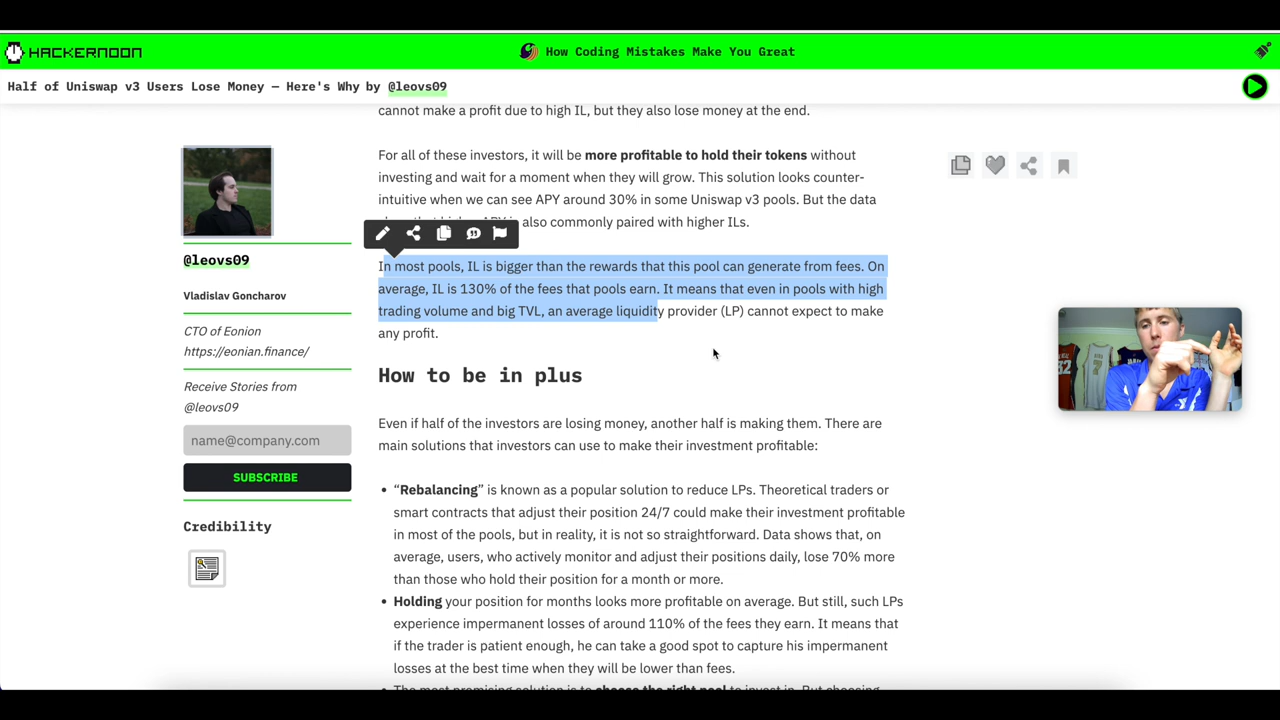 HACKERNOON
How Coding Mistakes Make You Great
Half of Uniswap v3 Users Lose Money — Here's Why by @leovs09
cannot make a profit due to high IL, but they also lose money at the end.
For all of these investors, it will be more profitable to hold their tokens without
investing and wait for a moment when they will grow. This solution looks counter-
intuitive when we can see APY around 30% in some Uniswap v3 pools. But the data
also commonly paired with higher ILs.
In most pools, IL is bigger than the rewards that this pool can generate from fees. On
average, IL is 130% of the fees that pools earn. It means that even in pools with high
trading volume and big TVL, an average liquidity provider (LP) cannot expect to make
any profit.
How to be in plus
Even if half of the investors are losing money, another half is making them. There are
main solutions that investors can use to make their investment profitable:
• “Rebalancing” is known as a popular solution to reduce LPs. Theoretical traders or
smart contracts that adjust their position 24/7 could make their investment profitable
in most of the pools, but in reality, it is not so straightforward. Data shows that, on
average, users, who actively monitor and adjust their positions daily, lose 70% more
than those who hold their position for a month or more.
• Holding your position for months looks more profitable on average. But still, such LPs
experience impermanent losses of around 110% of the fees they earn. It means that
if the trader is patient enough, he can take a good spot to capture his impermanent
losses at the best time when they will be lower than fees.
• The most promising solution is to choose the right pool to invest in. But choosing
@leovs09
Vladislav Goncharov
CTO of Eonion
https://eonian.finance/
Receive Stories from
@leovs09
name@company.com
SUBSCRIBE
Credibility